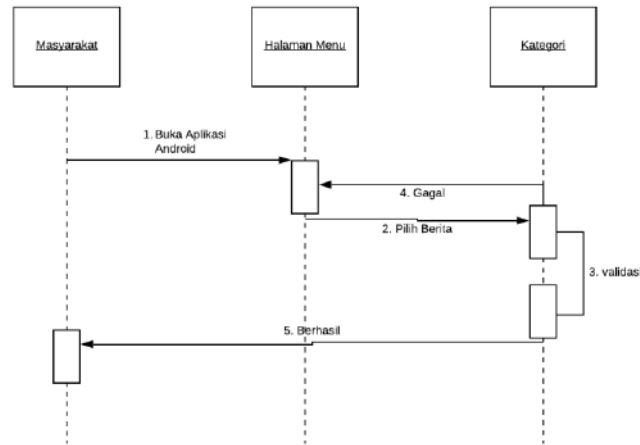 Masyarakat
Halaman Menu
Kategori
1. Buka Aplikasi
Android
4. Gagal
2. Pilih Berita
3. validasi
5. Berhasil